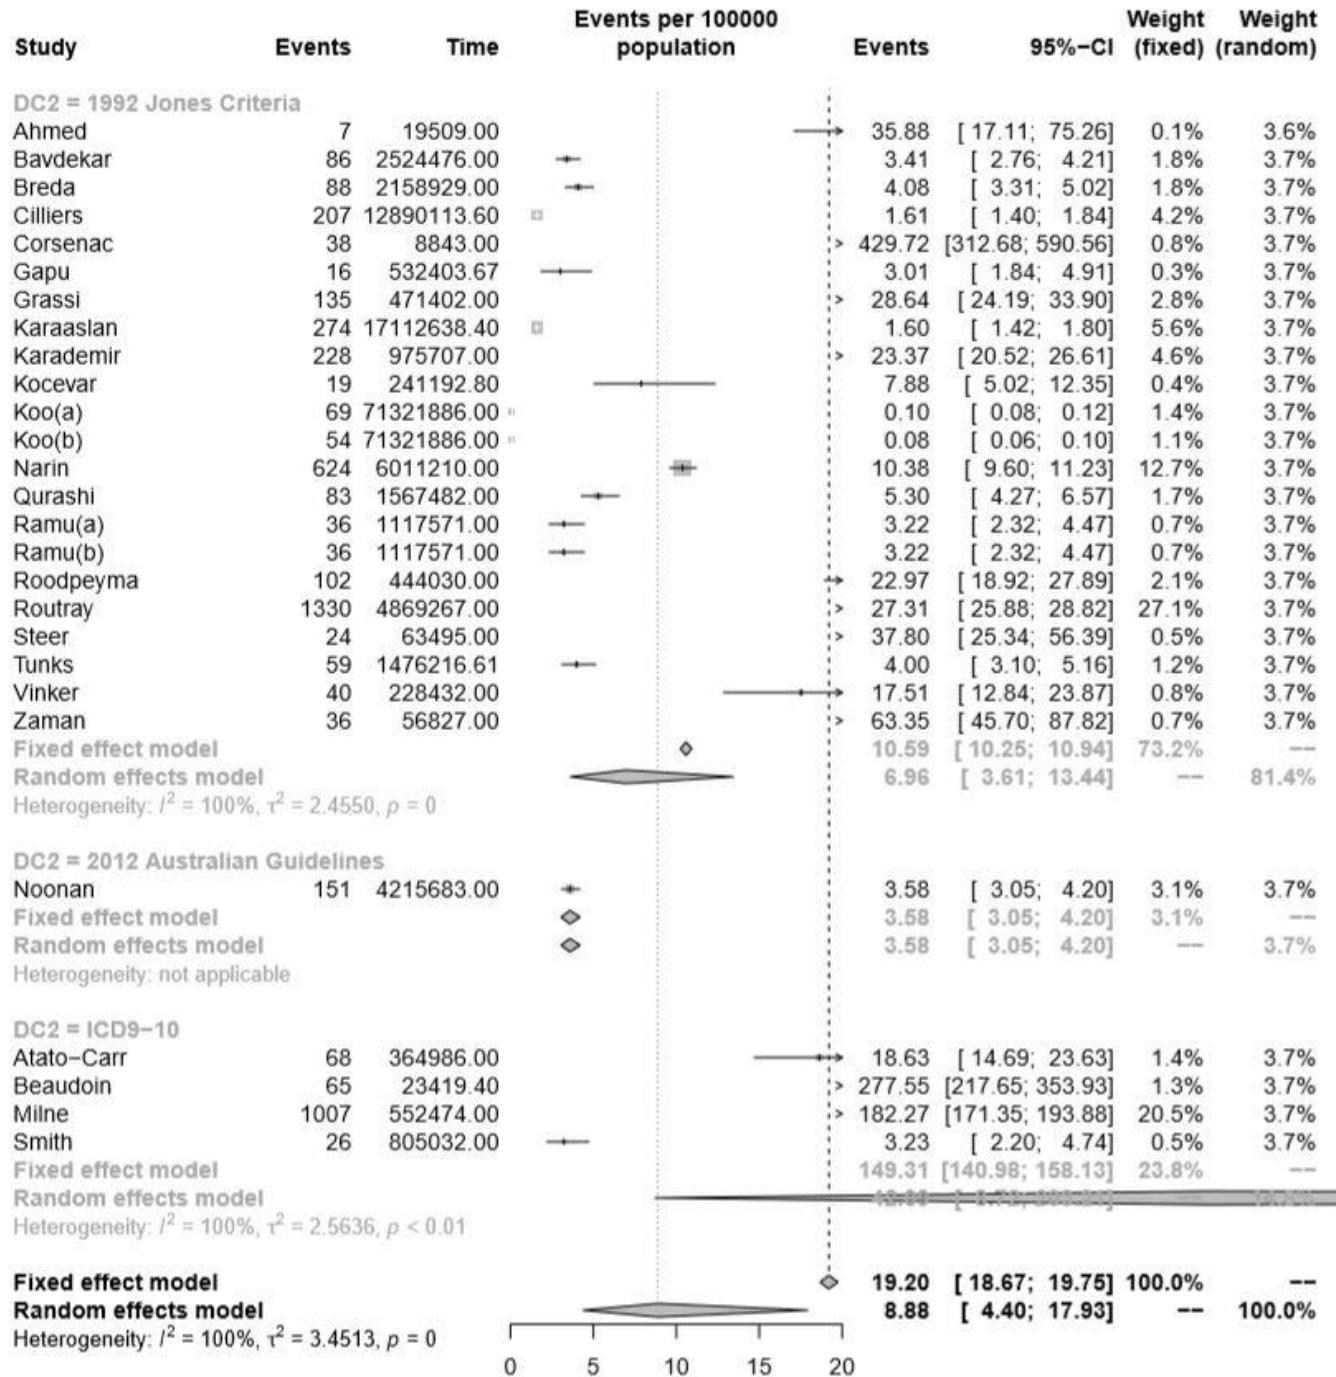 Events per 100000 Weight Weight
Study Events Time population Events 95%−CI (fixed) (random)
DC2 = 1992 Jones Criteria
Ahmed 7 19509.00 35.88 [ 17.11; 75.26] 0.1% 3.6%
Bavdekar 86 2524476.00 3.41 [ 2.76; 4.21] 1.8% 3.7%
Breda 88 2158929.00 4.08 [ 3.31; 5.02] 1.8% 3.7%
Cilliers 207 12890113.60 1.61 [ 1.40; 1.84] 4.2% 3.7%
Corsenac 38 8843.00 429.72 [312.68; 590.56] 0.8% 3.7%
Gapu 16 532403.67 3.01 [ 1.84; 4.91] 0.3% 3.7%
Grassi 135 471402.00 28.64 [ 24.19; 33.90] 2.8% 3.7%
Karaaslan 274 17112638.40 1.60 [ 1.42; 1.80] 5.6% 3.7%
Karademir 228 975707.00 23.37 [ 20.52; 26.61] 4.6% 3.7%
Kocevar 19 241192.80 7.88 [ 5.02; 12.35] 0.4% 3.7%
Koo(a) 69 71321886.00 0.10 [ 0.08; 0.12] 1.4% 3.7%
Koo(b) 54 71321886.00 0.08 [ 0.06; 0.10] 1.1% 3.7%
Narin 624 6011210.00 10.38 [ 9.60; 11.23] 12.7% 3.7%
Qurashi 83 1567482.00 5.30 [ 4.27; 6.57] 1.7% 3.7%
Ramu(a) 36 1117571.00 3.22 [ 2.32; 4.47] 0.7% 3.7%
Ramu(b) 36 1117571.00 3.22 [ 2.32; 4.47] 0.7% 3.7%
Roodpeyma 102 444030.00 22.97 [ 18.92; 27.89] 2.1% 3.7%
Routray 1330 4869267.00 27.31 [ 25.88; 28.82] 27.1% 3.7%
Steer 24 63495.00 37.80 [ 25.34; 56.39] 0.5% 3.7%
Tunks 59 1476216.61 4.00 [ 3.10; 5.16] 1.2% 3.7%
Vinker 40 228432.00 17.51 [ 12.84; 23.87] 0.8% 3.7%
Zaman 36 56827.00 63.35 [ 45.70; 87.82] 0.7% 3.7%
Fixed effect model 10.59 [ 10.25; 10.94] 73.2% −−
Random effects model 6.96 [ 3.61; 13.44] −− 81.4%
Heterogeneity: I² = 100%, τ² = 2.4550, p = 0
DC2 = 2012 Australian Guidelines
Noonan 151 4215683.00 3.58 [ 3.05; 4.20] 3.1% 3.7%
Fixed effect model 3.58 [ 3.05; 4.20] 3.1% −−
Random effects model 3.58 [ 3.05; 4.20] −− 3.7%
Heterogeneity: not applicable
DC2 = ICD9−10
Atato−Carr 68 364986.00 18.63 [ 14.69; 23.63] 1.4% 3.7%
Beaudoin 65 23419.40 277.55 [217.65; 353.93] 1.3% 3.7%
Milne 1007 552474.00 182.27 [171.35; 193.88] 20.5% 3.7%
Smith 26 805032.00 3.23 [ 2.20; 4.74] 0.5% 3.7%
Fixed effect model 149.31 [140.98; 158.13] 23.8% −−
Random effects model
Heterogeneity: I² = 100%, τ² = 2.5636, p < 0.01
Fixed effect model 19.20 [ 18.67; 19.75] 100.0% −−
Random effects model 8.88 [ 4.40; 17.93] −− 100.0%
Heterogeneity: I² = 100%, τ² = 3.4513, p = 0
0 5 10 15 20